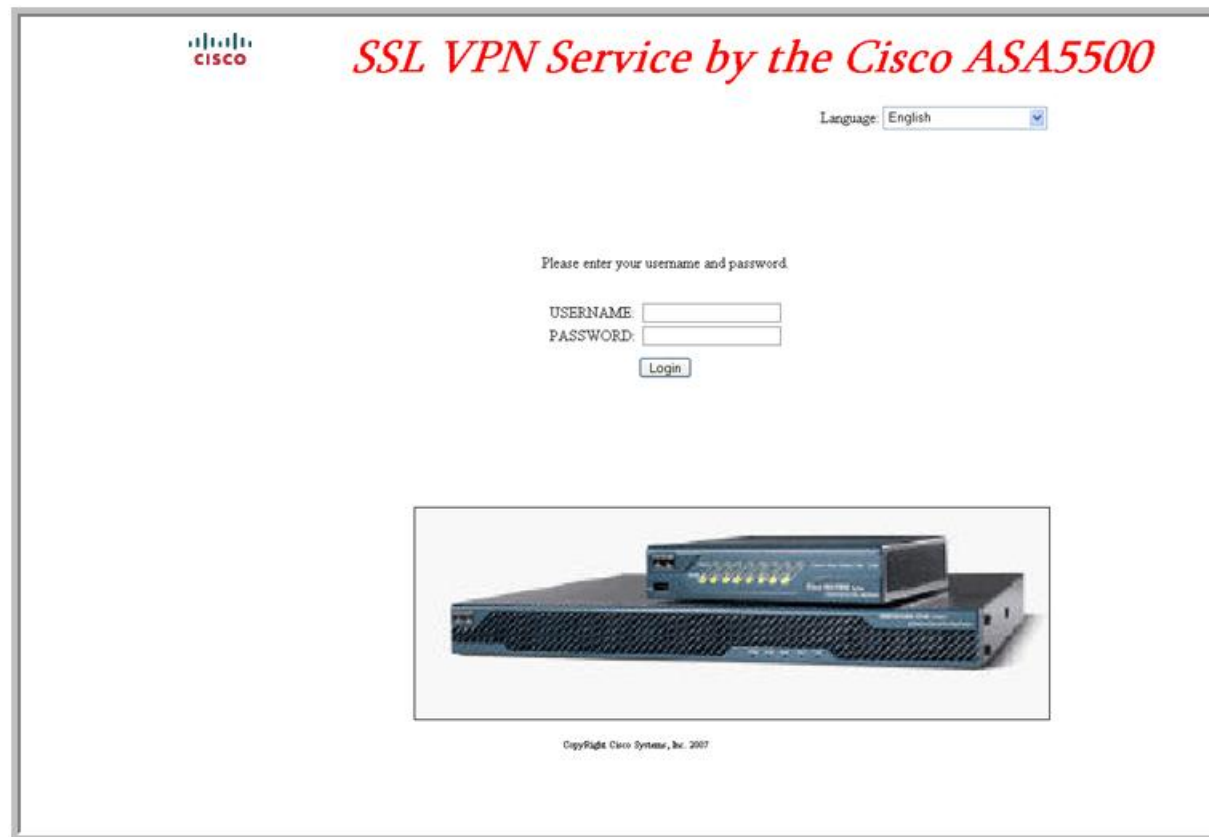 CISCO
SSL VPN Service by the Cisco ASA5500
Language: English
Please enter your username and password.
USERNAME:
PASSWORD:
Login
CopyRight Cisco Systems, Inc. 2007